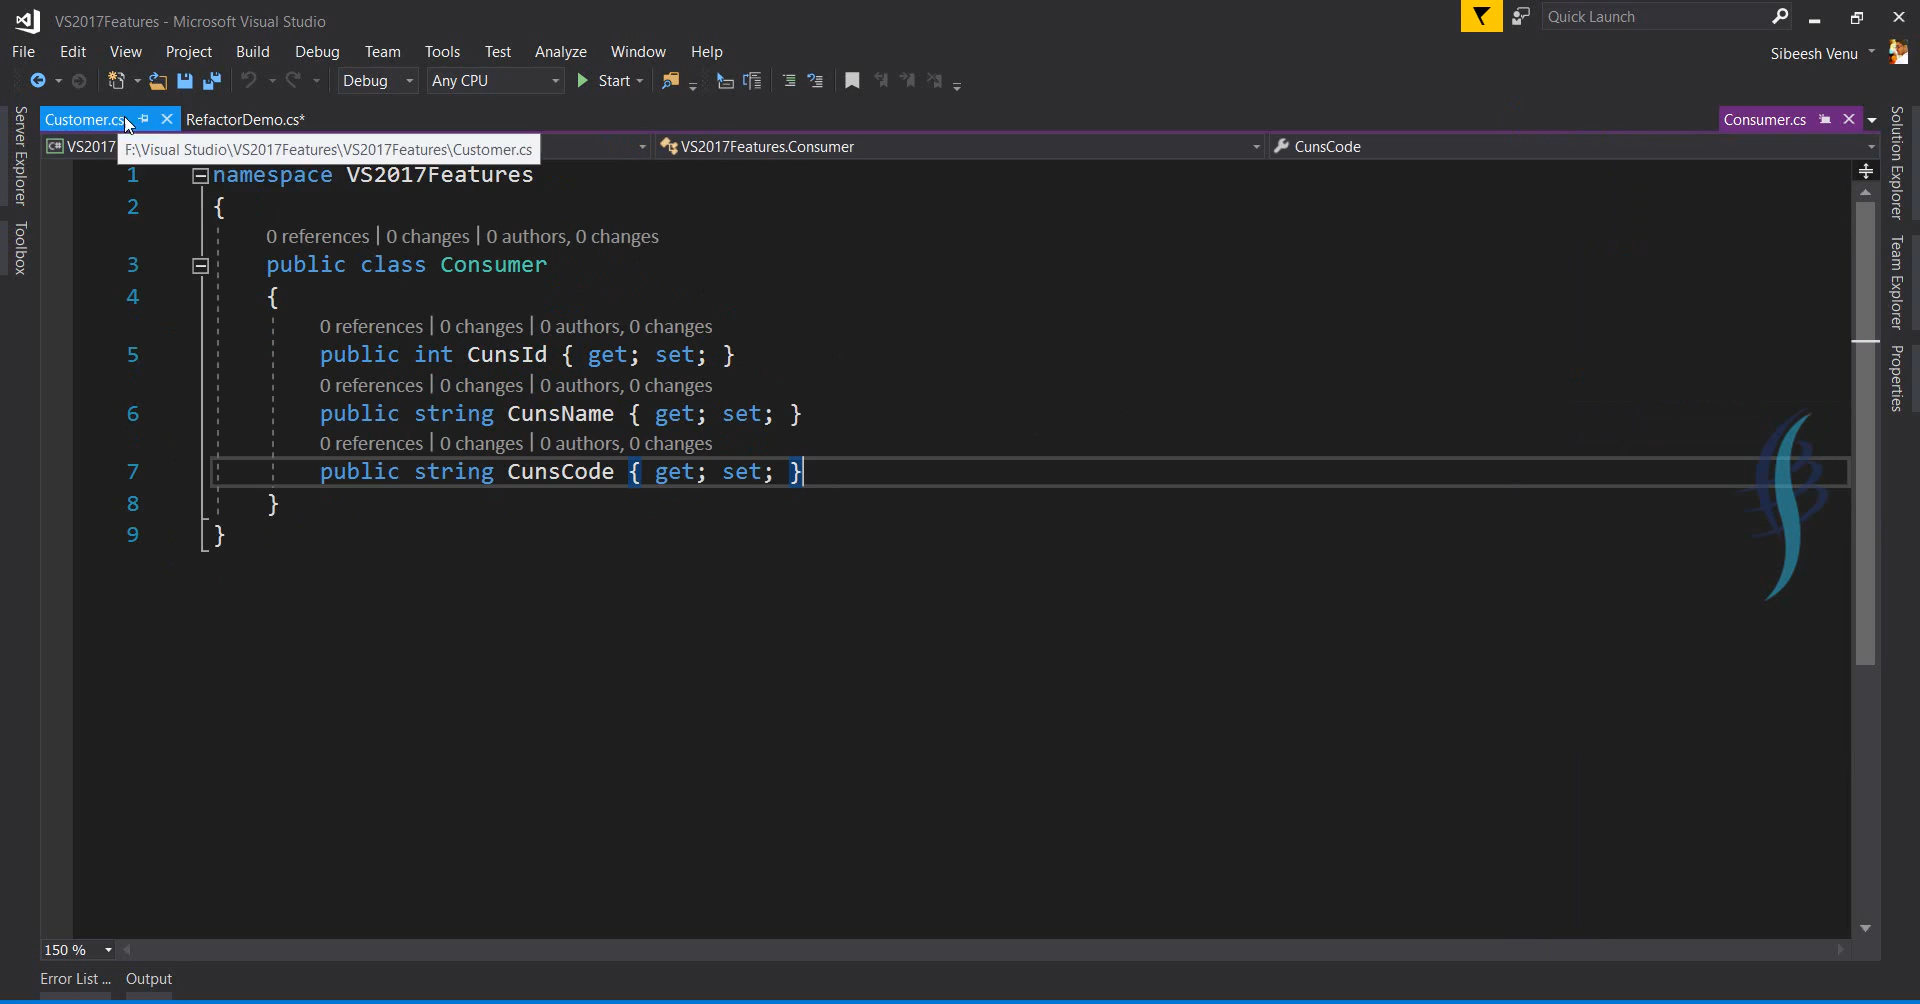 VS2017Features - Microsoft Visual Studio
Quick Launch
File Edit View Project Build Debug Team Tools Test Analyze Window Help
Sibeesh Venu
Debug Any CPU Start
Customer.cs RefactorDemo.cs* Consumer.cs
VS2017 VS2017Features.Consumer CunsCode
F:\Visual Studio\VS2017Features\VS2017Features\Customer.cs
Server Explorer
Toolbox
Solution Explorer
Team Explorer
Properties
1 namespace VS2017Features
2 {
0 references | 0 changes | 0 authors, 0 changes
3 public class Consumer
4 {
0 references | 0 changes | 0 authors, 0 changes
5 public int CunsId { get; set; }
0 references | 0 changes | 0 authors, 0 changes
6 public string CunsName { get; set; }
0 references | 0 changes | 0 authors, 0 changes
7 public string CunsCode { get; set; }
8 }
9 }
150 %
Error List ... Output